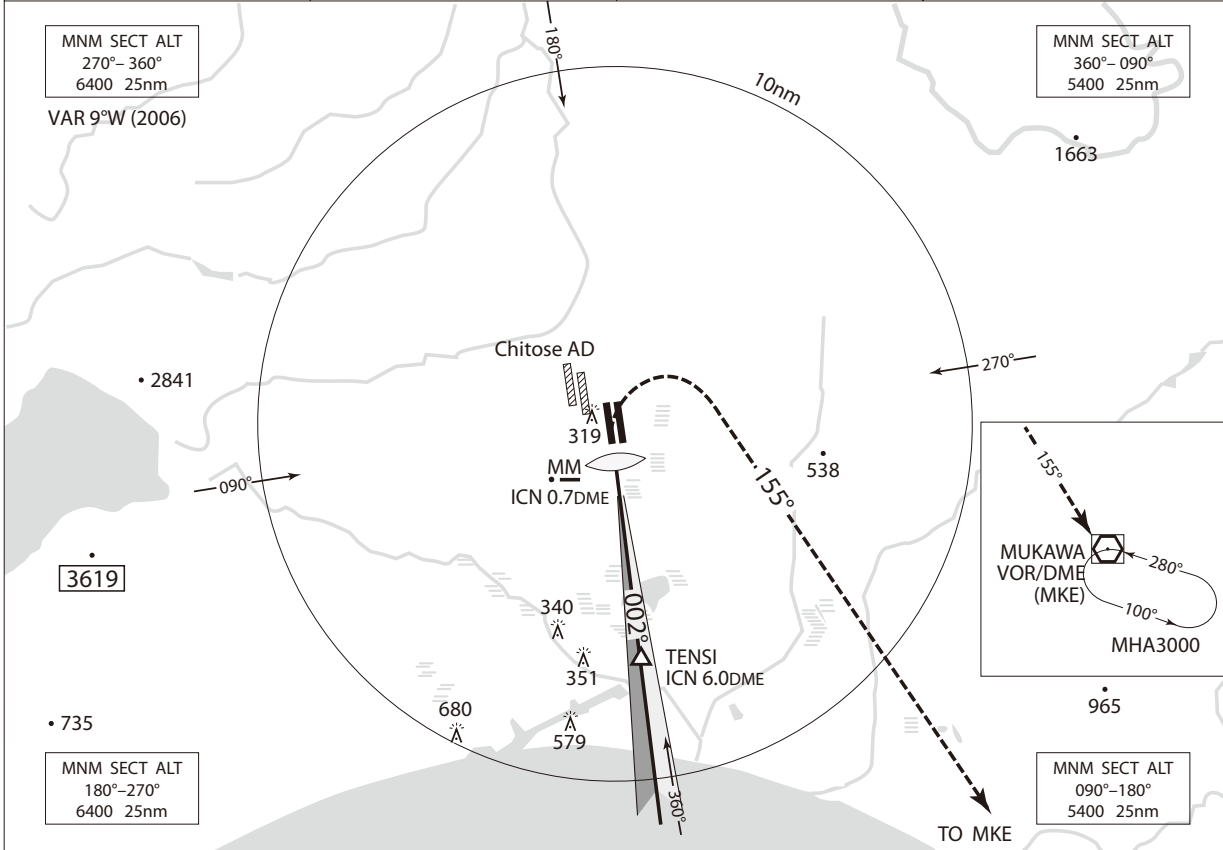 MNM SECT ALT
270°– 360°
6400 25nm
VAR 9°W (2006)
180°
10nm
MNM SECT ALT
360°– 090°
5400 25nm
1663
2841
Chitose AD
319
270°
MM
ICN 0.7DME
090°
538
155°
3619
002°
340
351
TENSI
ICN 6.0DME
680
579
735
360°
155°
MUKAWA
VOR/DME
(MKE)
280°
100°
MHA3000
965
MNM SECT ALT
180°–270°
6400 25nm
MNM SECT ALT
090°–180°
5400 25nm
TO MKE